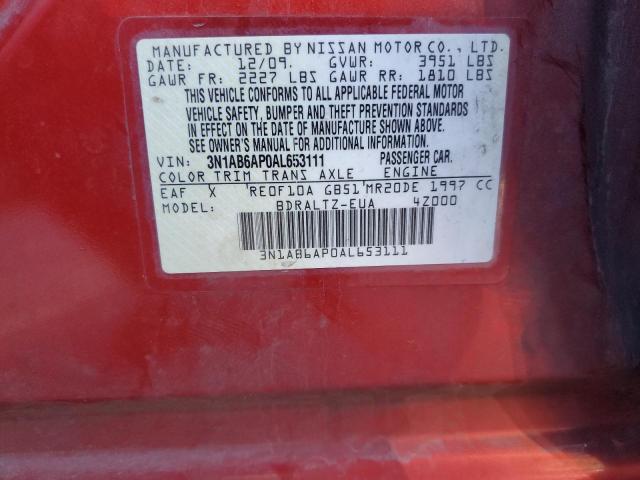 MANUFACTURED BY NISSAN MOTOR CO., LTD.
DATE: 12/09. GVWR: 3951 LBS
GAWR FR: 2227 LBS GAWR RR: 1810 LBS
THIS VEHICLE CONFORMS TO ALL APPLICABLE FEDERAL MOTOR
VEHICLE SAFETY, BUMPER AND THEFT PREVENTION STANDARDS
IN EFFECT ON THE DATE OF MANUFACTURE SHOWN ABOVE.
SEE OWNER'S MANUAL FOR ADDITIONAL INFORMATION.
VIN: 3N1AB6AP0AL653111 PASSENGER CAR.
COLOR TRIM TRANS AXLE ENGINE
EAF X RE0F10A GB51 MR20DE 1997 CC
MODEL: BDRALTZ-EUA 4Z000
3N1AB6AP0AL653111